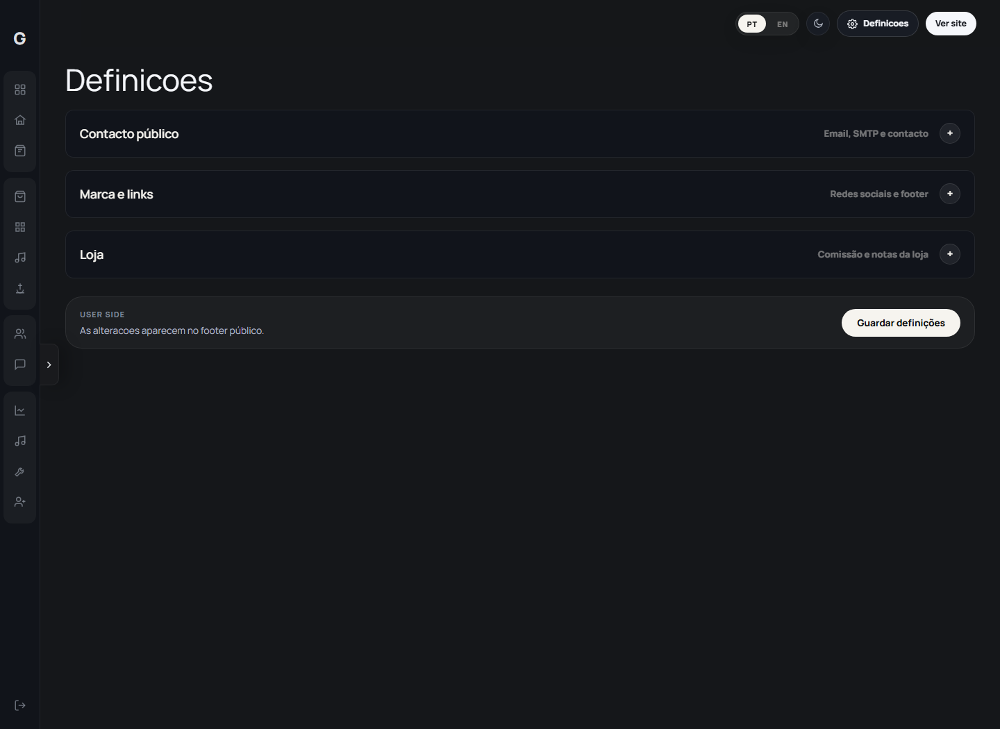 G
PT EN Definicoes Ver site
Definicoes
Contacto público Email, SMTP e contacto +
Marca e links Redes sociais e footer +
Loja Comissão e notas da loja +
USER SIDE
As alteracoes aparecem no footer público.
Guardar definições